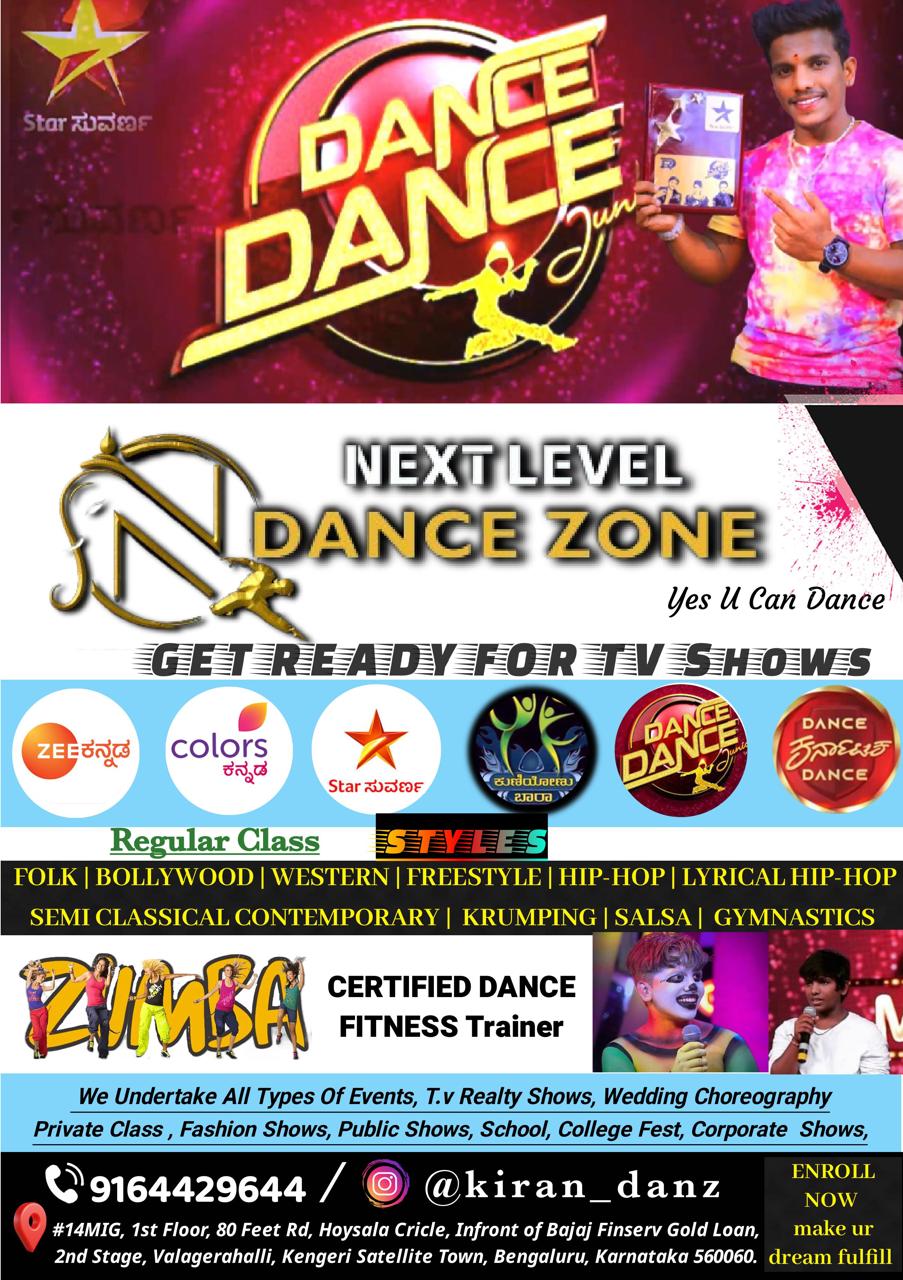 Star ಸುವರ್ಣ
DANCE
DANCE
Jun
NEXT LEVEL
N DANCE ZONE
Yes U Can Dance
GET READY FOR TV SHOWS
ZEEಕನ್ನಡ
colors
ಕನ್ನಡ
Star ಸುವರ್ಣ
ಕುಣಿಯೋಣು
ಬಾರಾ
DANCE
DANCE
Junior
DANCE
ಕರ್ನಾಟಕ
DANCE
Regular Class
STYLES
FOLK | BOLLYWOOD | WESTERN | FREESTYLE | HIP-HOP | LYRICAL HIP-HOP
SEMI CLASSICAL CONTEMPORARY | KRUMPING | SALSA | GYMNASTICS
ZUMBA
CERTIFIED DANCE
FITNESS Trainer
M
We Undertake All Types Of Events, T.v Realty Shows, Wedding Choreography
Private Class , Fashion Shows, Public Shows, School, College Fest, Corporate Shows,
9164429644 / @kiran_danz
#14MIG, 1st Floor, 80 Feet Rd, Hoysala Cricle, Infront of Bajaj Finserv Gold Loan,
2nd Stage, Valagerahalli, Kengeri Satellite Town, Bengaluru, Karnataka 560060.
ENROLL
NOW
make ur
dream fulfill